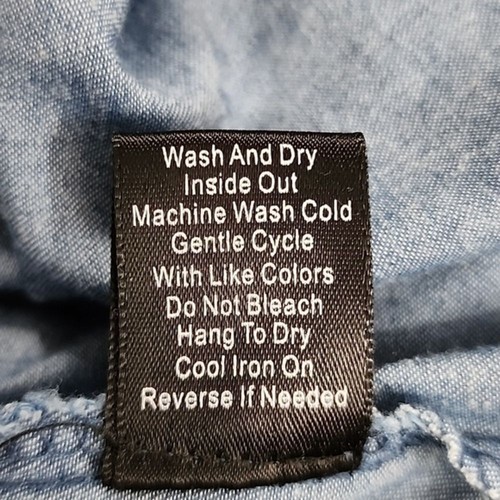 Wash And Dry
Inside Out
Machine Wash Cold
Gentle Cycle
With Like Colors
Do Not Bleach
Hang To Dry
Cool Iron On
Reverse If Needed